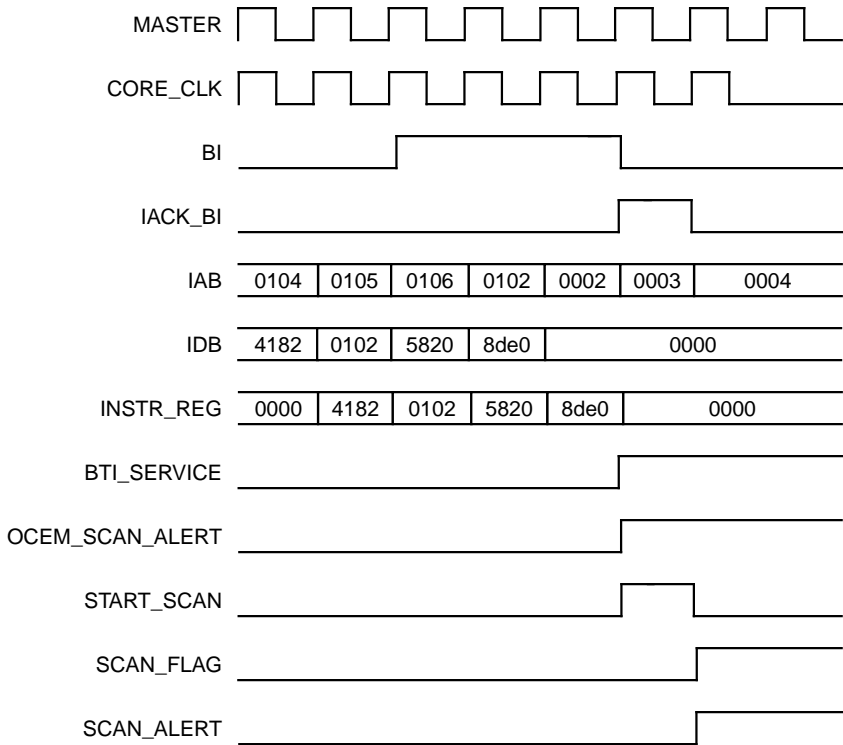 MASTER
CORE_CLK
BI
IACK_BI
IAB 0104 0105 0106 0102 0002 0003 0004
IDB 4182 0102 5820 8de0 0000
INSTR_REG 0000 4182 0102 5820 8de0 0000
BTI_SERVICE
OCEM_SCAN_ALERT
START_SCAN
SCAN_FLAG
SCAN_ALERT